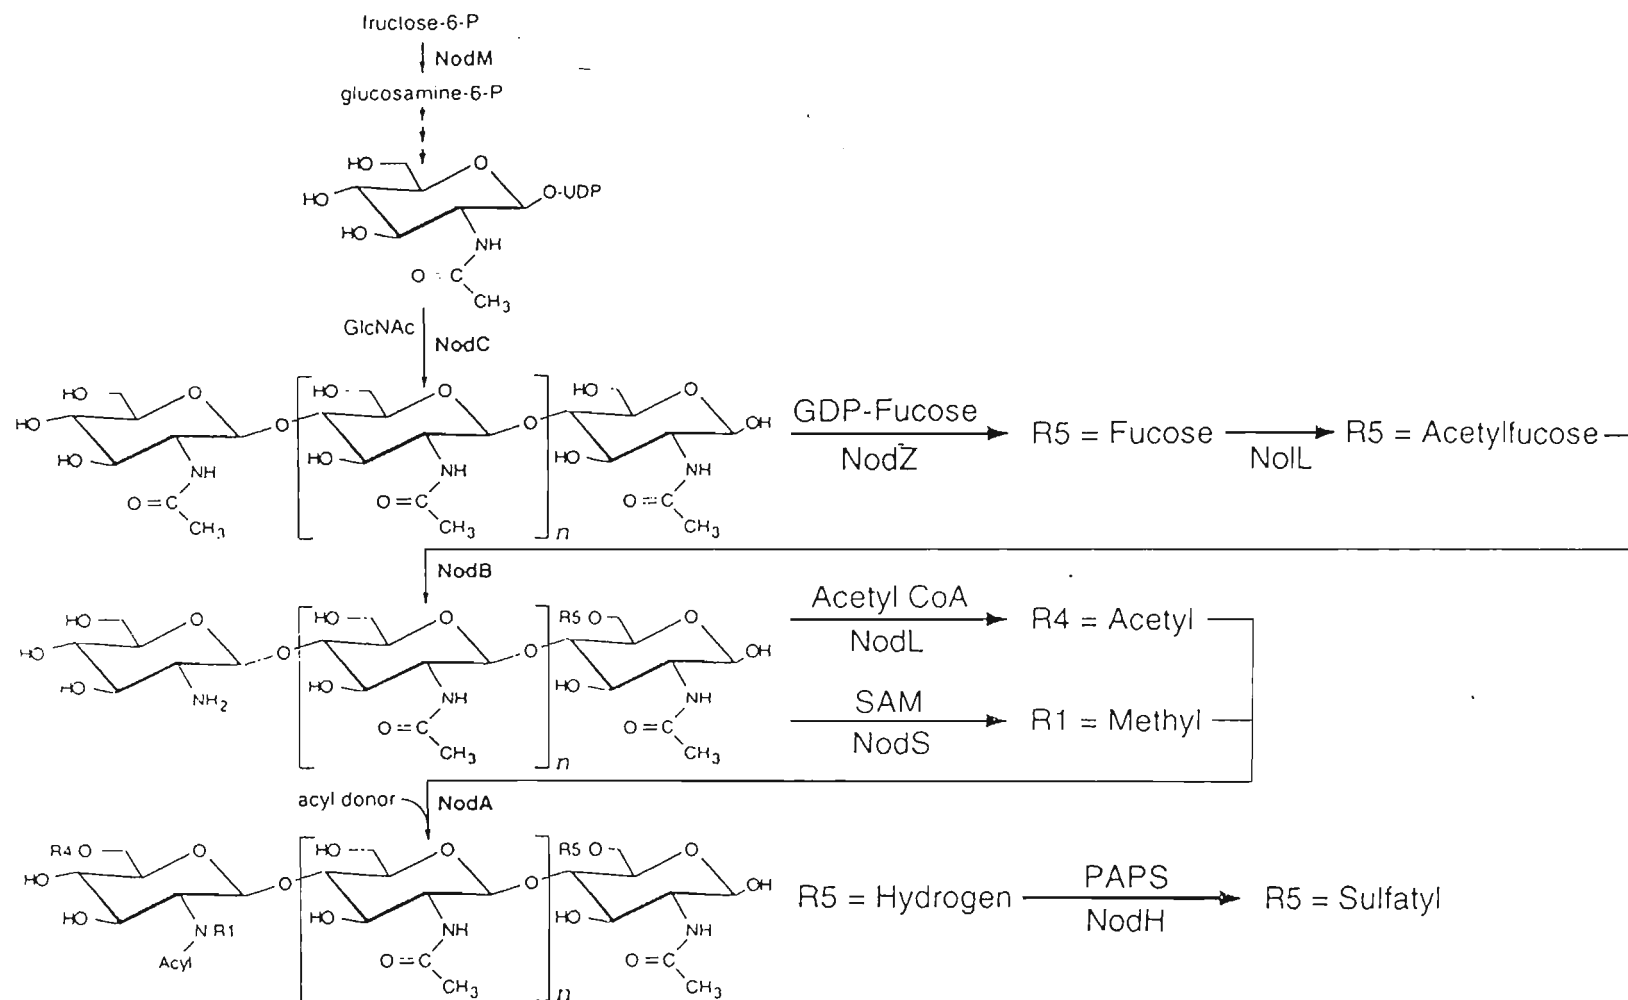 fructose-6-P
NodM
glucosamine-6-P
HO
O
HO
O-UDP
HO
NH
O = C
CH3
GlcNAc
NodC
HO
O
HO
O
HO
NH
O=C
CH3
HO
O
O
HO
NH
O=C
CH3
n
HO
O
OH
HO
NH
O=C
CH3
GDP-Fucose
NodZ
R5 = Fucose
NolL
R5 = Acetylfucose
NodB
HO
O
HO
O
HO
NH2
HO
O
O
HO
NH
O=C
CH3
n
R5 O
O
OH
HO
NH
O=C
CH3
Acetyl CoA
NodL
R4 = Acetyl
SAM
NodS
R1 = Methyl
acyl donor
NodA
R4 O
O
HO
O
HO
N R1
Acyl
HO
O
O
HO
NH
O=C
CH3
n
R5 O
O
OH
HO
NH
O=C
CH3
R5 = Hydrogen
PAPS
NodH
R5 = Sulfatyl